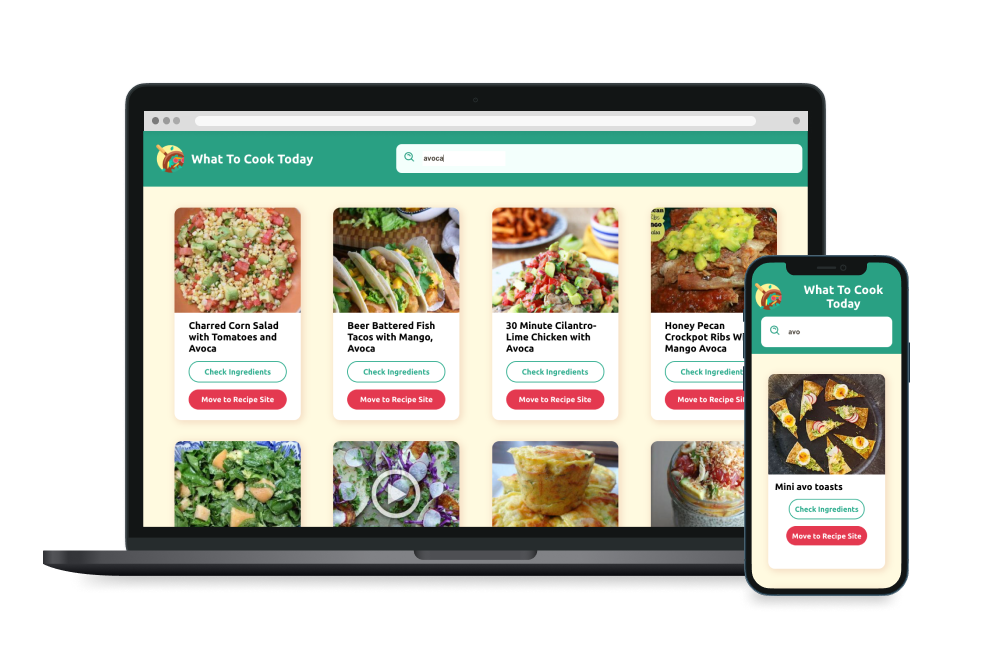 What To Cook Today
avoca
Charred Corn Salad
with Tomatoes and
Avoca
Check Ingredients
Move to Recipe Site
Beer Battered Fish
Tacos with Mango,
Avoca
Check Ingredients
Move to Recipe Site
30 Minute Cilantro-
Lime Chicken with
Avoca
Check Ingredients
Move to Recipe Site
Honey Pecan
Crockpot Ribs
Mango Avoca
Check Ingredients
Move to Recipe
What To Cook
Today
avo
Mini avo toasts
Check Ingredients
Move to Recipe Site